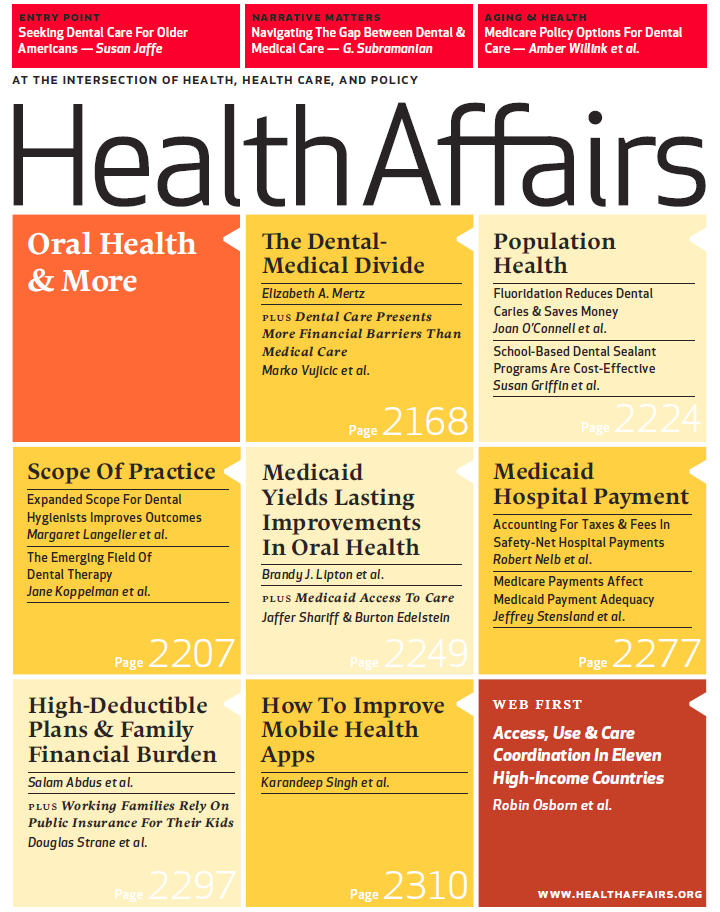 ENTRY POINT
Seeking Dental Care For Older
Americans — Susan Jaffe
NARRATIVE MATTERS
Navigating The Gap Between Dental &
Medical Care — G. Subramanian
AGING & HEALTH
Medicare Policy Options For Dental
Care — Amber Willink et al.
AT THE INTERSECTION OF HEALTH, HEALTH CARE, AND POLICY
HealthAffairs
Oral Health
& More
The Dental-
Medical Divide
Elizabeth A. Mertz
PLUS Dental Care Presents
More Financial Barriers Than
Medical Care
Marko Vujicic et al.
Page 2168
Population
Health
Fluoridation Reduces Dental
Caries & Saves Money
Joan O'Connell et al.
School-Based Dental Sealant
Programs Are Cost-Effective
Susan Griffin et al.
Page 2224
Scope Of Practice
Expanded Scope For Dental
Hygienists Improves Outcomes
Margaret Langelier et al.
The Emerging Field Of
Dental Therapy
Jane Koppelman et al.
Page 2207
Medicaid
Yields Lasting
Improvements
In Oral Health
Brandy J. Lipton et al.
PLUS Medicaid Access To Care
Jaffer Shariff & Burton Edelstein
Page 2249
Medicaid
Hospital Payment
Accounting For Taxes & Fees In
Safety-Net Hospital Payments
Robert Nelb et al.
Medicare Payments Affect
Medicaid Payment Adequacy
Jeffrey Stensland et al.
Page 2277
High-Deductible
Plans & Family
Financial Burden
Salam Abdus et al.
PLUS Working Families Rely On
Public Insurance For Their Kids
Douglas Strane et al.
Page 2297
How To Improve
Mobile Health
Apps
Karandeep Singh et al.
Page 2310
WEB FIRST
Access, Use & Care
Coordination In Eleven
High-Income Countries
Robin Osborn et al.
WWW.HEALTHAFFAIRS.ORG